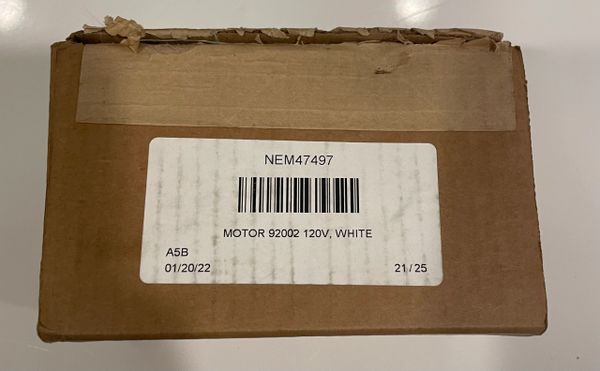 NEM47497
MOTOR 92002 120V, WHITE
A5B
01/20/22 21 / 25